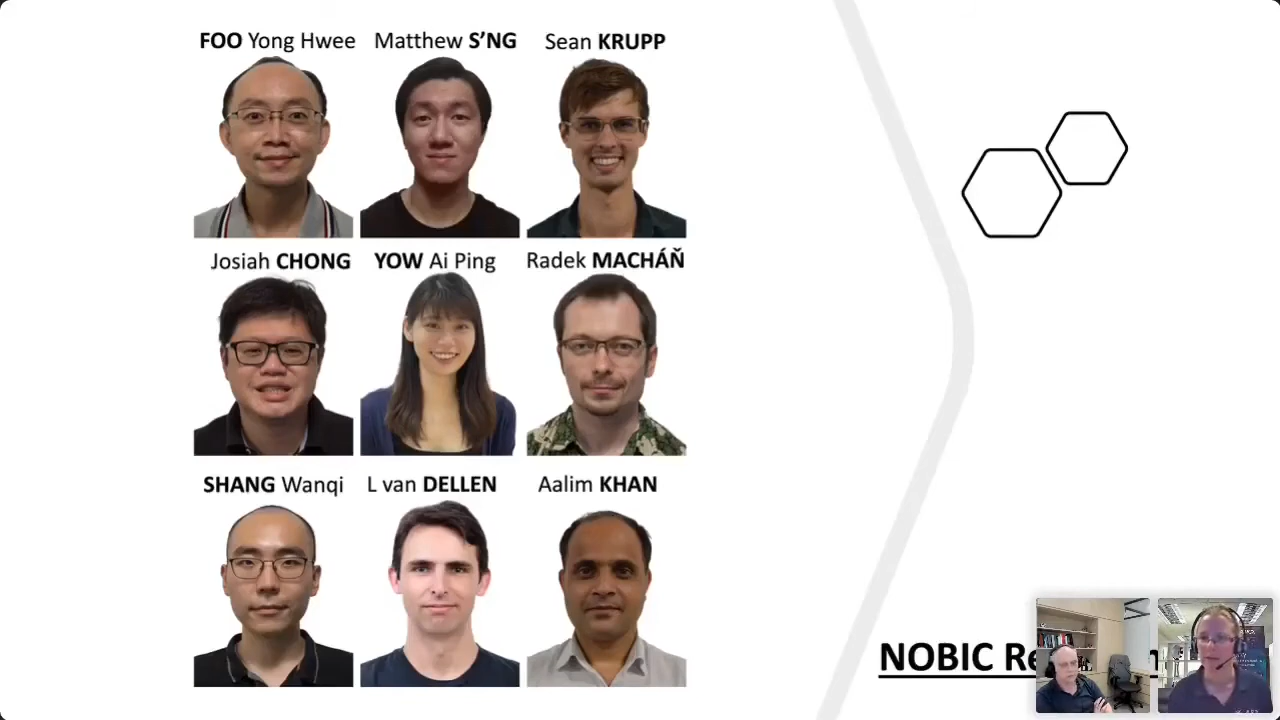 FOO Yong Hwee Matthew S’NG Sean KRUPP
Josiah CHONG YOW Ai Ping Radek MACHÁŇ
SHANG Wanqi L van DELLEN Aalim KHAN
NOBIC